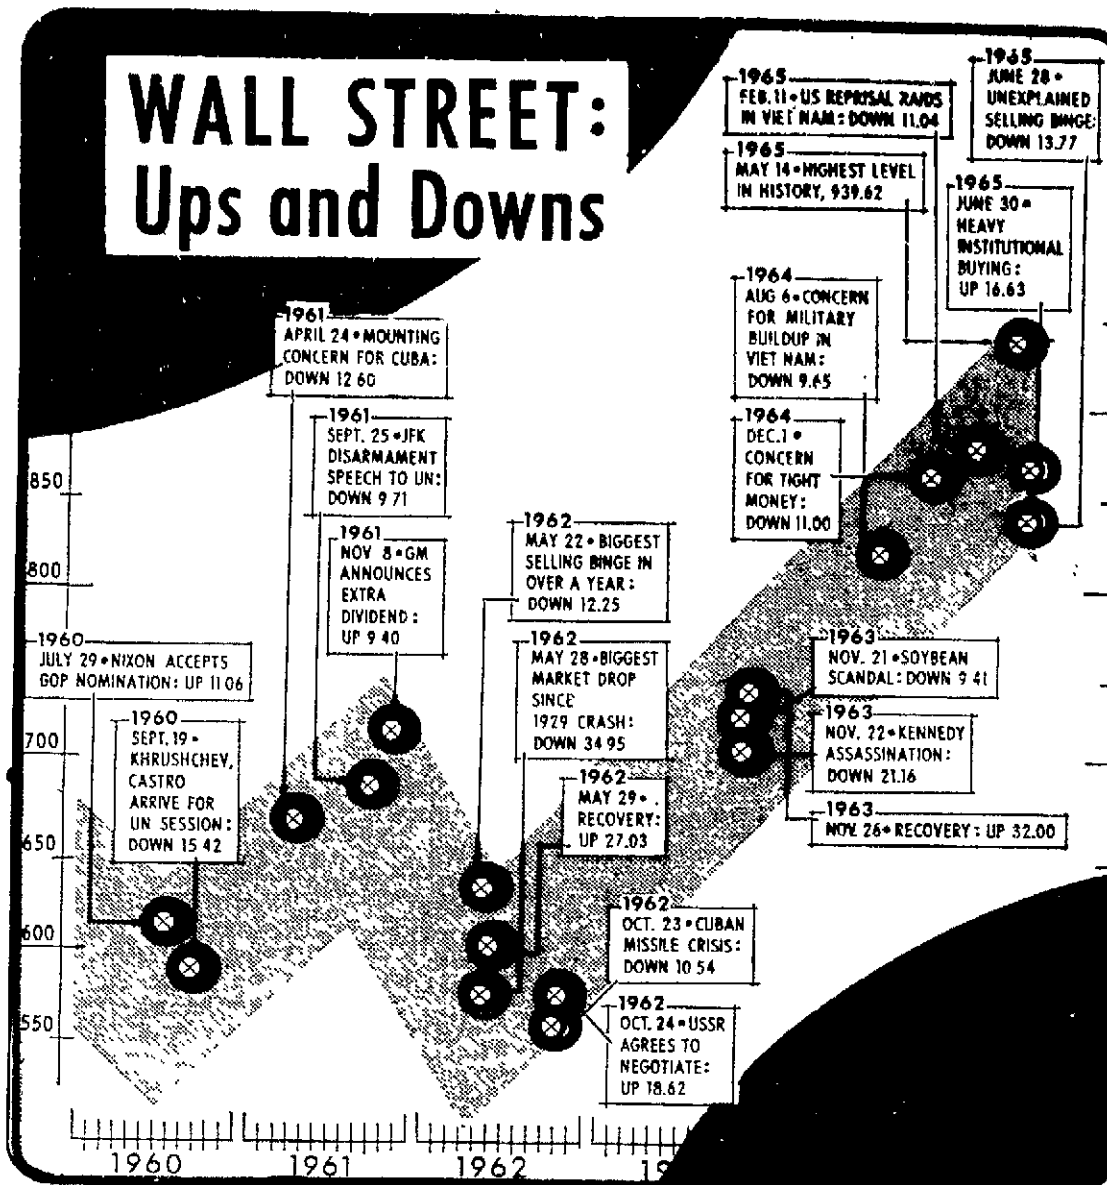 WALL STREET:
Ups and Downs
1965
FEB. 11 • US REPRISAL RAIDS
IN VIET NAM: DOWN 11.04
1965
MAY 14 • HIGHEST LEVEL
IN HISTORY, 939.62
1965
JUNE 28 •
UNEXPLAINED
SELLING BINGE:
DOWN 13.77
1965
JUNE 30 •
HEAVY
INSTITUTIONAL
BUYING:
UP 16.63
1964
AUG 6 • CONCERN
FOR MILITARY
BUILDUP IN
VIET NAM:
DOWN 9.65
1964
DEC. 1 •
CONCERN
FOR TIGHT
MONEY:
DOWN 11.00
1961
APRIL 24 • MOUNTING
CONCERN FOR CUBA:
DOWN 12 60
1961
SEPT. 25 • JFK
DISARMAMENT
SPEECH TO UN:
DOWN 9 71
1961
NOV 8 • GM
ANNOUNCES
EXTRA
DIVIDEND:
UP 9 40
1962
MAY 22 • BIGGEST
SELLING BINGE IN
OVER A YEAR:
DOWN 12.25
1962
MAY 28 • BIGGEST
MARKET DROP
SINCE
1929 CRASH:
DOWN 34 95
1962
MAY 29 •
RECOVERY:
UP 27.03
1960
JULY 29 • NIXON ACCEPTS
GOP NOMINATION: UP 11 06
1960
SEPT. 19 •
KHRUSHCHEV,
CASTRO
ARRIVE FOR
UN SESSION:
DOWN 15 42
1963
NOV. 21 • SOYBEAN
SCANDAL: DOWN 9 41
1963
NOV. 22 • KENNEDY
ASSASSINATION:
DOWN 21.16
1963
NOV. 26 • RECOVERY: UP 32.00
1962
OCT. 23 • CUBAN
MISSILE CRISIS:
DOWN 10 54
1962
OCT. 24 • USSR
AGREES TO
NEGOTIATE:
UP 18.62
850
800
700
650
600
550
1960
1961
1962